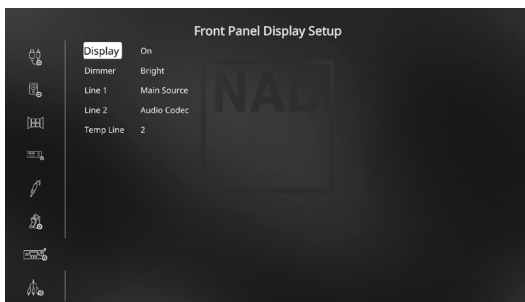 Front Panel Display Setup
Display On
Dimmer Bright
Line 1 Main Source
Line 2 Audio Codec
Temp Line 2
NAD